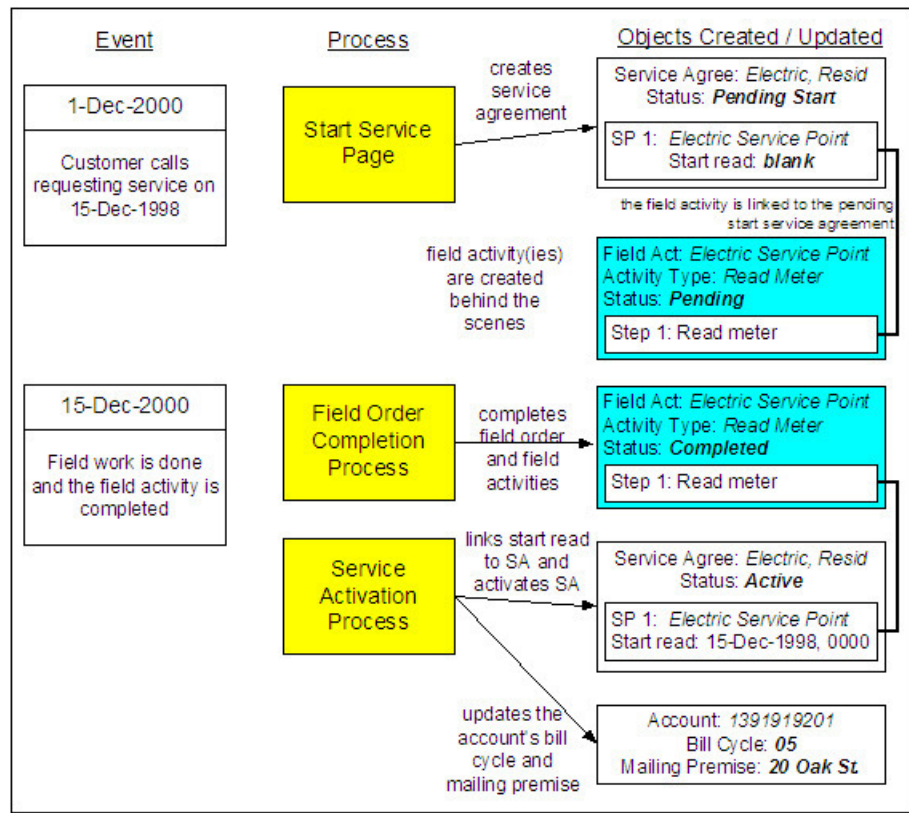 Event
Process
Objects Created / Updated
1-Dec-2000
Customer calls
requesting service on
15-Dec-1998
Start Service
Page
creates
service
agreement
Service Agree: Electric, Resid
Status: Pending Start
SP 1: Electric Service Point
Start read: blank
the field activity is linked to the pending
start service agreement
field activity(ies)
are created
behind the
scenes
Field Act: Electric Service Point
Activity Type: Read Meter
Status: Pending
Step 1: Read meter
15-Dec-2000
Field work is done
and the field activity is
completed
Field Order
Completion
Process
completes
field order
and field
activities
Field Act: Electric Service Point
Activity Type: Read Meter
Status: Completed
Step 1: Read meter
Service
Activation
Process
links start read
to SA and
activates SA
Service Agree: Electric, Resid
Status: Active
SP 1: Electric Service Point
Start read: 15-Dec-1998, 0000
updates the
account's bill
cycle and
mailing premise
Account: 1391919201
Bill Cycle: 05
Mailing Premise: 20 Oak St.